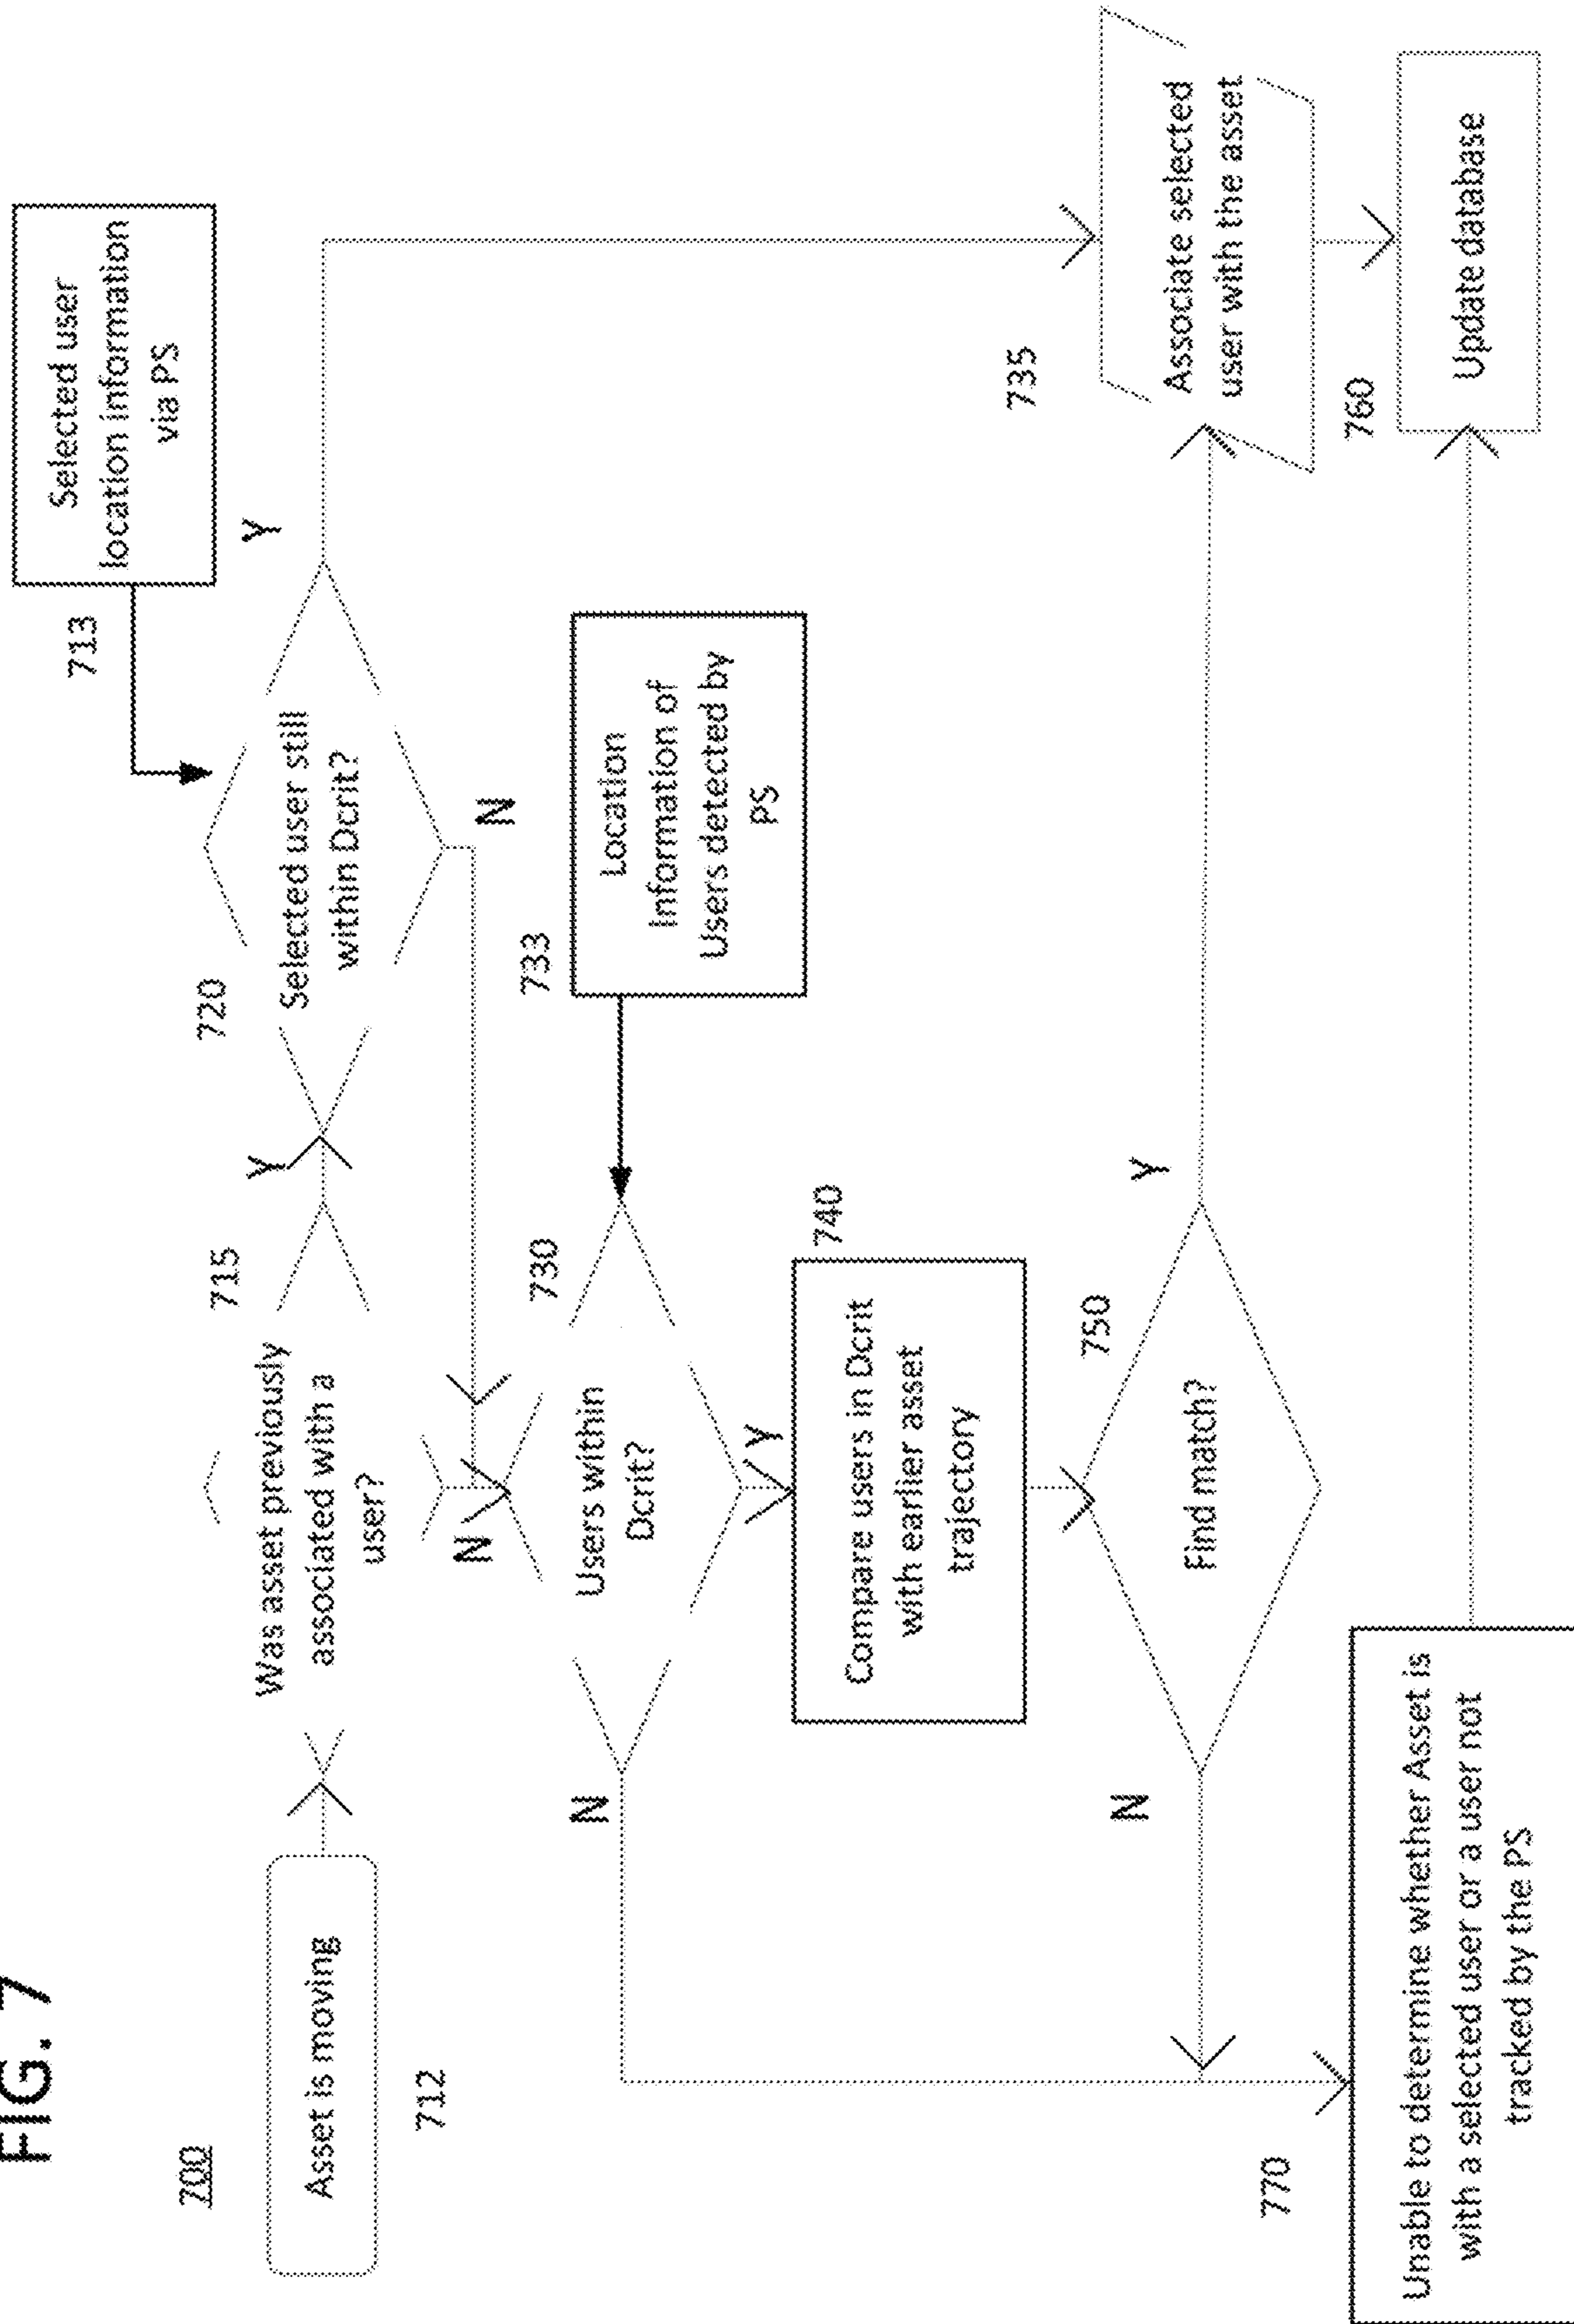 FIG. 7
700
Asset is moving
712
Was asset previously
associated with a
user?
715
Y
N
720
Selected user still
within Dcrit?
Y
N
713
Selected user
location information
via PS
730
Users within
Dcrit?
N
Y
733
Location
Information of
Users detected by
PS
740
Compare users in Dcrit
with earlier asset
trajectory
750
Find match?
N
Y
735
Associate selected
user with the asset
760
Update database
770
Unable to determine whether Asset is
with a selected user or a user not
tracked by the PS